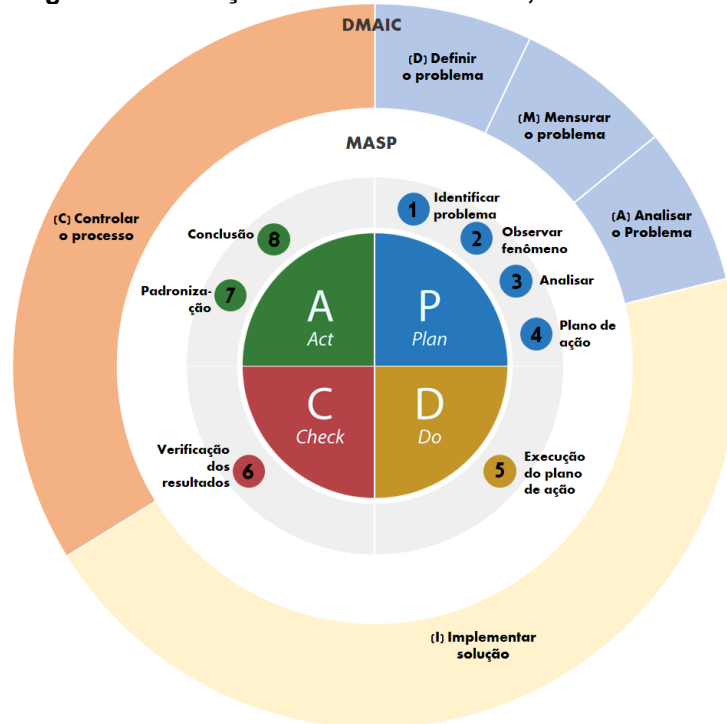 DMAIC
(D) Definir
o problema
(M) Mensurar
o problema
(A) Analisar
o Problema
(C) Controlar
o processo
(I) Implementar
solução
MASP
1
Identificar
problema
2
Observar
fenômeno
3
Analisar
4
Plano de
ação
5
Execução
do plano
de ação
6
Verificação
dos
resultados
7
Padroniza-
ção
8
Conclusão
A
Act
P
Plan
C
Check
D
Do